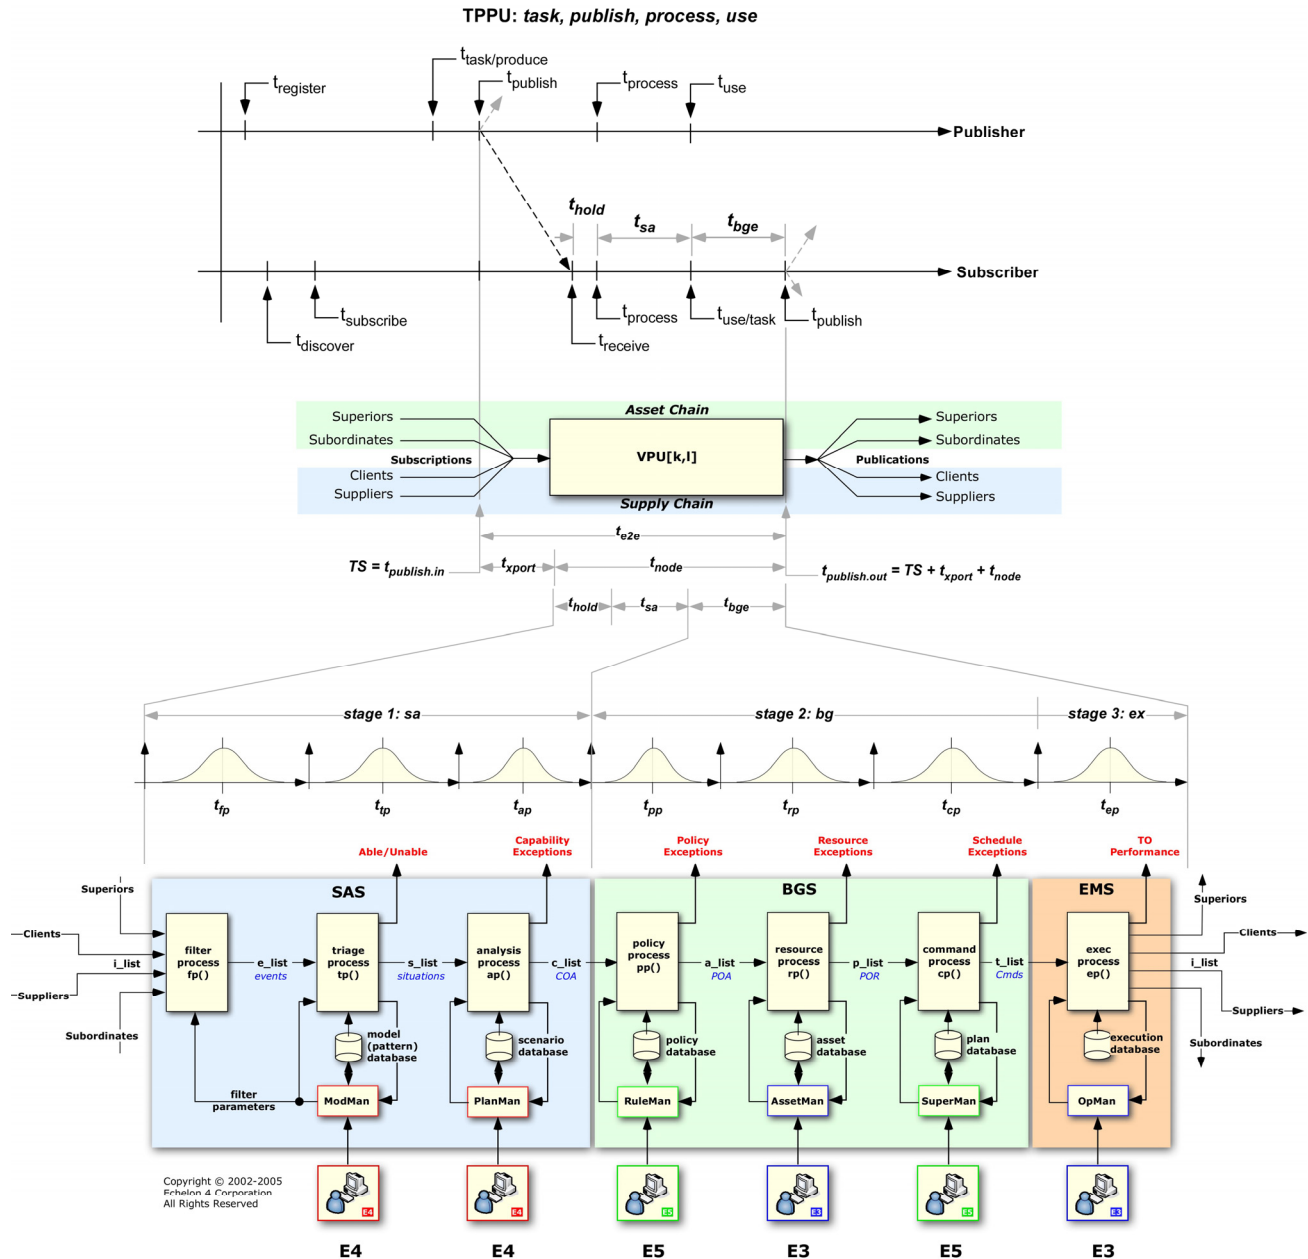 TPPU: task, publish, process, use
t_task/produce
t_register
t_publish
t_process
t_use
Publisher
t_hold
t_sa
t_bge
Subscriber
t_subscribe
t_process
t_use/task
t_publish
t_discover
t_receive
Asset Chain
Superiors
Superiors
Subordinates
Subordinates
Subscriptions
VPU[k,l]
Publications
Clients
Clients
Suppliers
Suppliers
Supply Chain
t_e2e
TS = t_publish.in
t_xport
t_node
t_publish.out = TS + t_xport + t_node
t_hold
t_sa
t_bge
stage 1: sa
stage 2: bg
stage 3: ex
t_fp
t_tp
t_ap
t_pp
t_rp
t_cp
t_ep
Able/Unable
Capability
Exceptions
Policy
Exceptions
Resource
Exceptions
Schedule
Exceptions
TO
Performance
Superiors
SAS
BGS
EMS
Superiors
Clients
i_list
Suppliers
Subordinates
filter
process
fp()
e_list
events
triage
process
tp()
s_list
situations
analysis
process
ap()
c_list
COA
policy
process
pp()
a_list
POA
resource
process
rp()
p_list
POR
command
process
cp()
t_list
Cmds
exec
process
ep()
Clients
i_list
Suppliers
Subordinates
model
(pattern)
database
scenario
database
policy
database
asset
database
plan
database
execution
database
filter
parameters
ModMan
PlanMan
RuleMan
AssetMan
SuperMan
OpMan
Copyright © 2002-2005
Echelon 4 Corporation
All Rights Reserved
E4
E4
E5
E3
E5
E3
E4
E4
E5
E3
E5
E3